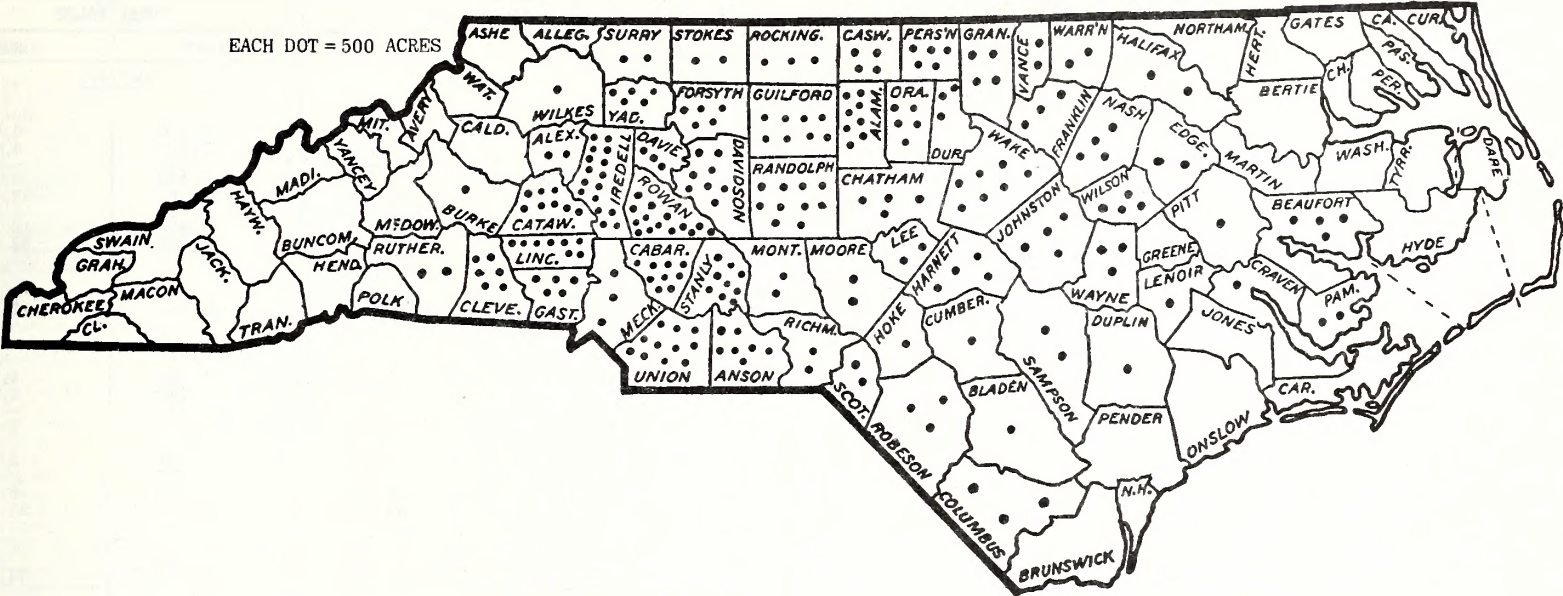 EACH DOT = 500 ACRES
ASHE
ALLEG.
SURRY
STOKES
ROCKING.
CASW.
PERS'N
GRAN.
VANCE
WARR'N
HALIFAX
NORTHAM.
HERT.
GATES
CA.
CUR.
PAS.
PER.
CH.
BERTIE
WAT.
WILKES
YAD.
FORSYTH
GUILFORD
ALAM.
ORA.
DUR.
FRANKLIN
NASH
EDGE.
MARTIN
WASH.
TYRR.
DARE
MIT.
AVERY
CALD.
ALEX.
IREDELL
DAVIE
DAVIDSON
RANDOLPH
CHATHAM
WAKE
JOHNSTON
WILSON
PITT
BEAUFORT
HYDE
YANCEY
MADI.
HAYW.
BUNCOM.
McDOW.
BURKE
CATAW.
ROWAN
SWAIN
GRAH.
JACK.
HEND.
RUTHER.
LINC.
CABAR.
STANLY
MONT.
MOORE
LEE
HARNETT
GREENE
LENOIR
CRAVEN
PAM.
CHEROKEE
MACON
CL.
TRAN.
POLK
CLEVE.
GAST.
MECK.
UNION
ANSON
RICHM.
HOKE
CUMBER.
WAYNE
DUPLIN
JONES
SCOT.
ROBESON
BLADEN
SAMPSON
PENDER
ONSLOW
CAR.
COLUMBUS
N.H.
BRUNSWICK